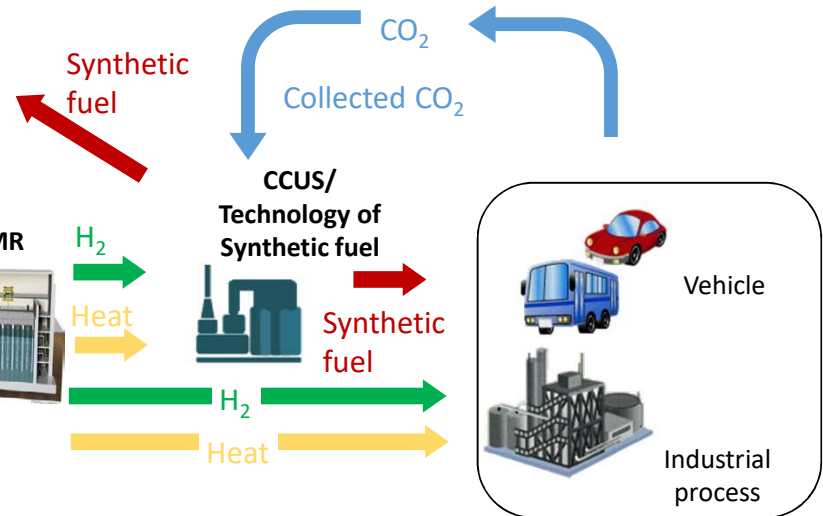 CO₂
Synthetic
fuel
Collected CO₂
CCUS/
Technology of
Synthetic fuel
MR
H₂
Heat
Synthetic
fuel
H₂
Heat
Vehicle
Industrial
process